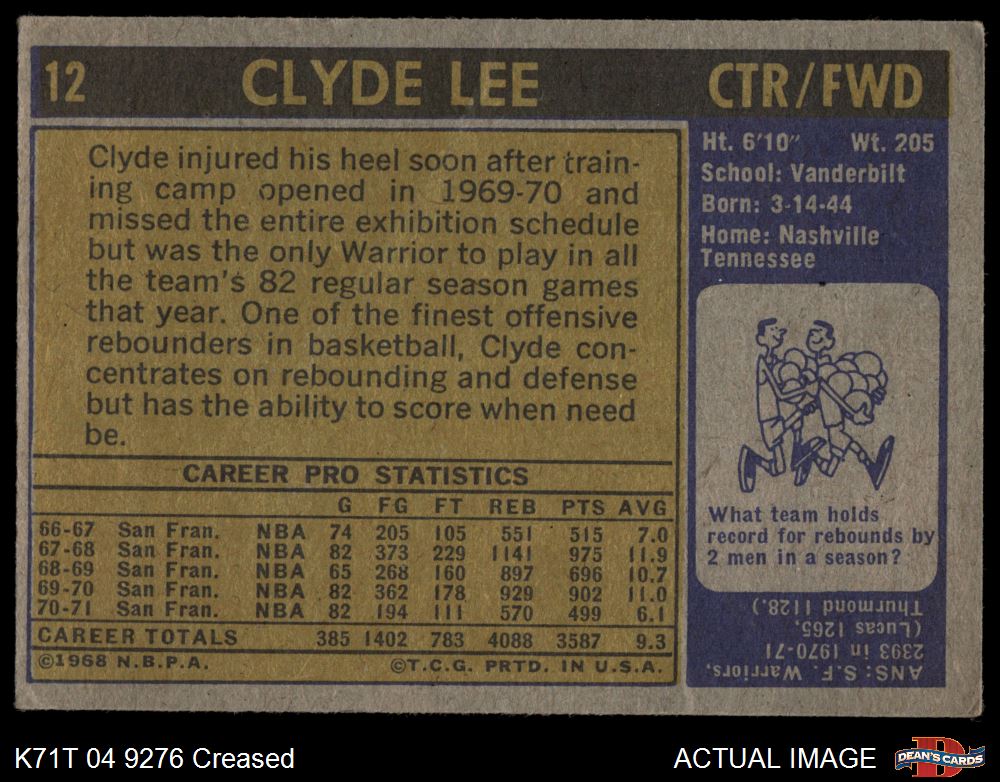 12 CLYDE LEE CTR/FWD
Clyde injured his heel soon after train-
ing camp opened in 1969-70 and
missed the entire exhibition schedule
but was the only Warrior to play in all
the team's 82 regular season games
that year. One of the finest offensive
rebounders in basketball, Clyde con-
centrates on rebounding and defense
but has the ability to score when need
be.
CAREER PRO STATISTICS
G FG FT REB PTS AVG
66-67 San Fran. NBA 74 205 105 551 515 7.0
67-68 San Fran. NBA 82 373 229 1141 975 11.9
68-69 San Fran. NBA 65 268 160 897 696 10.7
69-70 San Fran. NBA 82 362 178 929 902 11.0
70-71 San Fran. NBA 82 194 111 570 499 6.1
CAREER TOTALS 385 1402 783 4088 3587 9.3
©1968 N.B.P.A. ©T.C.G. PRTD. IN U.S.A.
Ht. 6'10" Wt. 205
School: Vanderbilt
Born: 3-14-44
Home: Nashville
Tennessee
What team holds
record for rebounds by
2 men in a season?
ANS: S.F. Warriors,
2393 in 1970-71
(Lucas 1265,
Thurmond 1128.)
K71T 04 9276 Creased ACTUAL IMAGE
D
DEAN'S CARDS